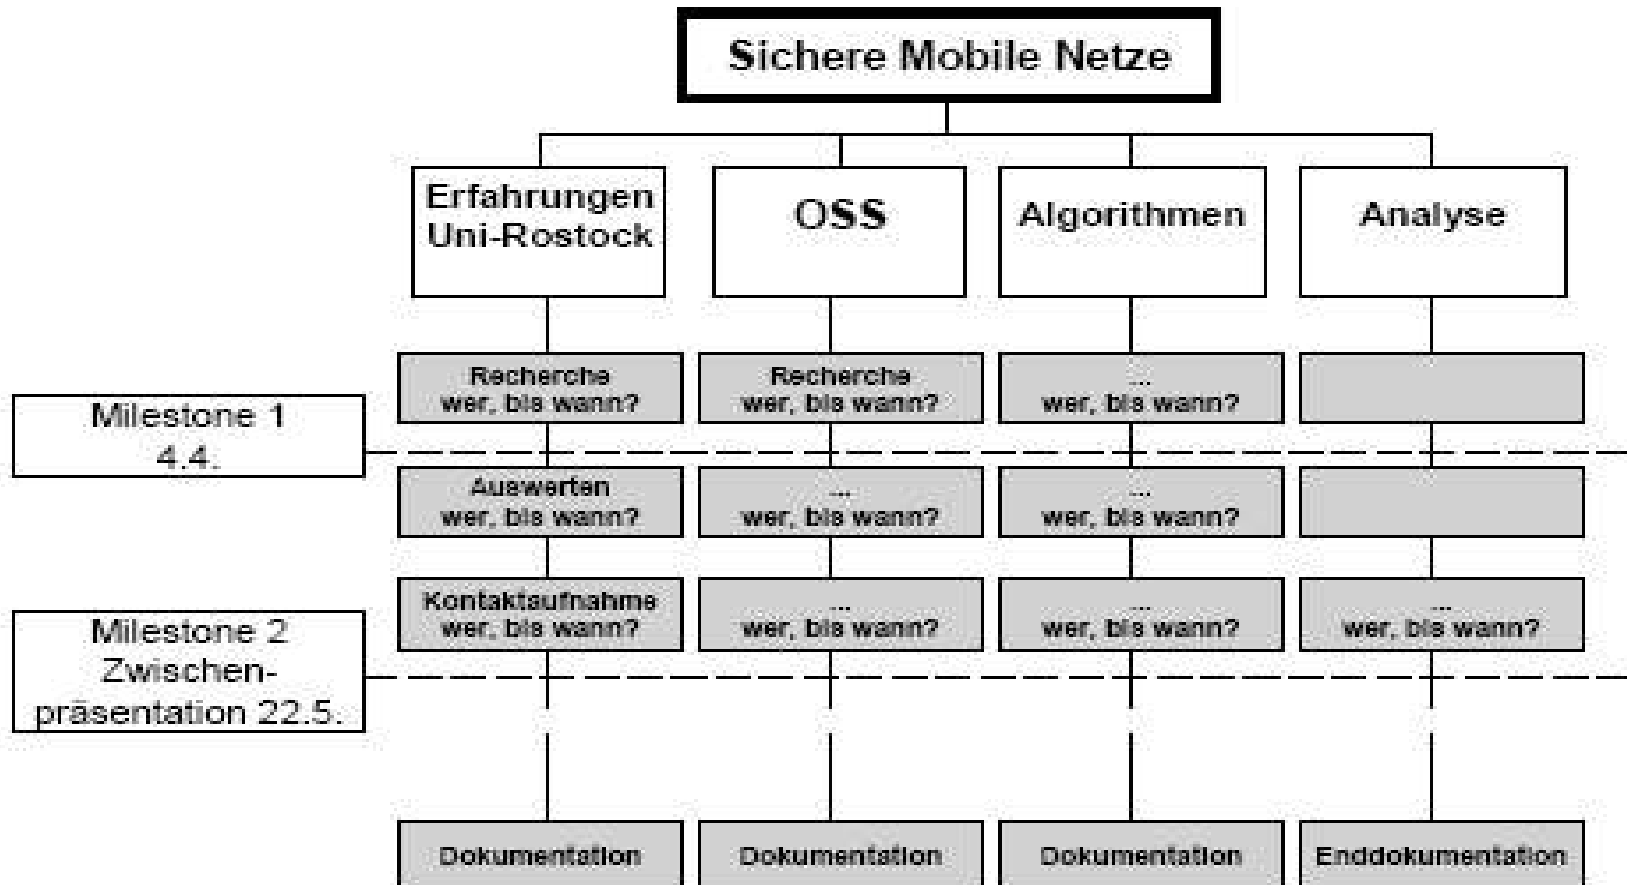 Sichere Mobile Netze
Erfahrungen
Uni-Rostock
OSS
Algorithmen
Analyse
Recherche
wer, bis wann?
Recherche
wer, bis wann?
...
wer, bis wann?
Milestone 1
4.4.
Auswerten
wer, bis wann?
...
wer, bis wann?
...
wer, bis wann?
Kontaktaufnahme
wer, bis wann?
...
wer, bis wann?
...
wer, bis wann?
...
wer, bis wann?
Milestone 2
Zwischen-
präsentation 22.5.
Dokumentation
Dokumentation
Dokumentation
Enddokumentation